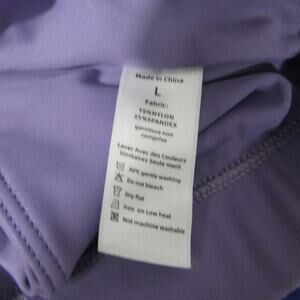 Made in China
L
Fabric:
75%NYLON
25%SPANDEX
garniture non
comprise
Laver Avec des Couleurs
Similaires Seule ment
30℃ gentle washing
Do not bleach
Dry flat
Iron on Low heat
Not machine washable